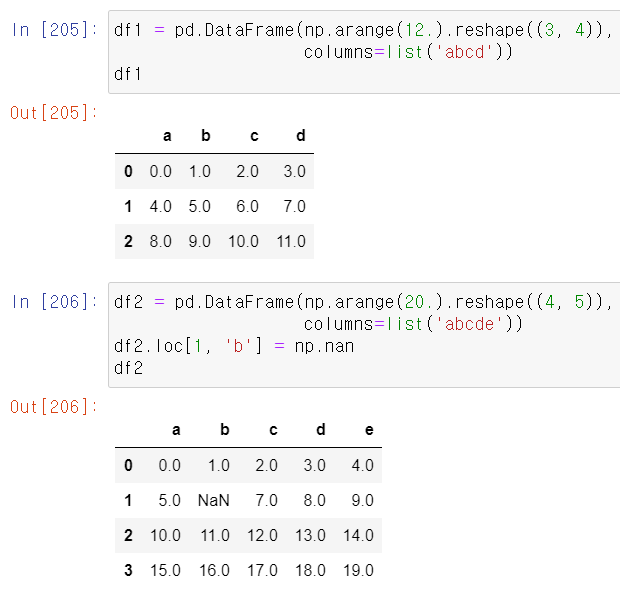 In [205]: df1 = pd.DataFrame(np.arange(12.).reshape((3, 4)),
columns=list('abcd'))
df1
Out[205]:
a b c d
0 0.0 1.0 2.0 3.0
1 4.0 5.0 6.0 7.0
2 8.0 9.0 10.0 11.0
In [206]: df2 = pd.DataFrame(np.arange(20.).reshape((4, 5)),
columns=list('abcde'))
df2.loc[1, 'b'] = np.nan
df2
Out[206]:
a b c d e
0 0.0 1.0 2.0 3.0 4.0
1 5.0 NaN 7.0 8.0 9.0
2 10.0 11.0 12.0 13.0 14.0
3 15.0 16.0 17.0 18.0 19.0